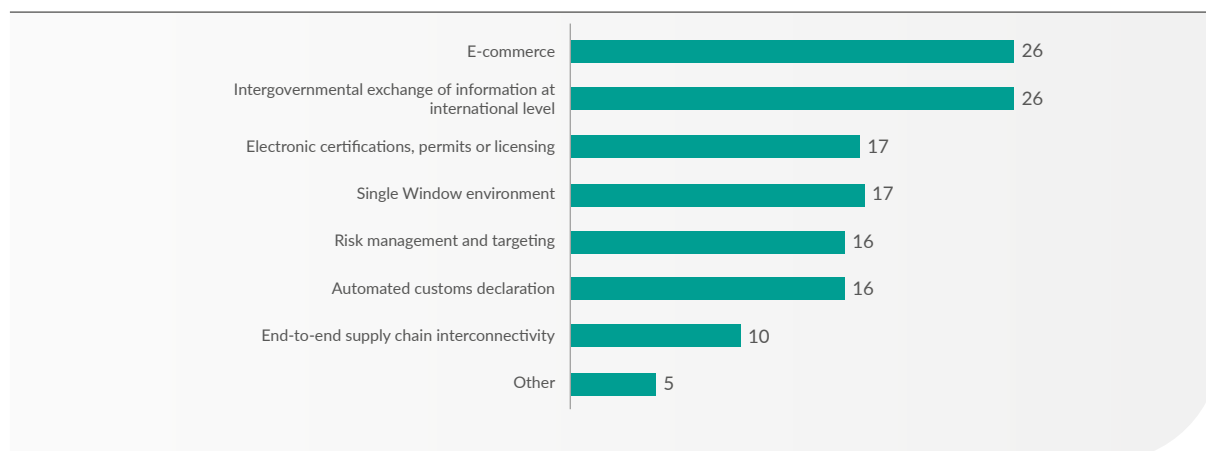 E-commerce
26
Intergovernmental exchange of information at
international level
26
Electronic certifications, permits or licensing
17
Single Window environment
17
Risk management and targeting
16
Automated customs declaration
16
End-to-end supply chain interconnectivity
10
Other
5